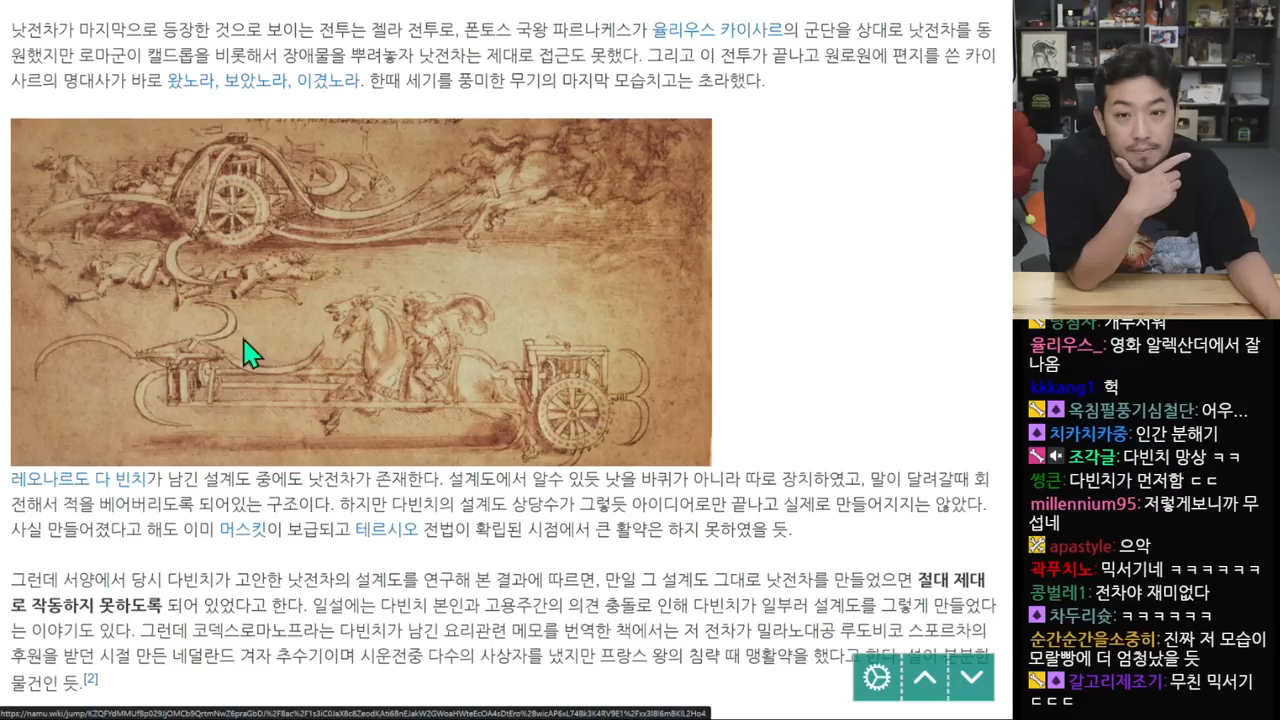 낫전차가 마지막으로 등장한 것으로 보이는 전투는 젤라 전투로, 폰토스 국왕 파르나케스가 율리우스 카이사르의 군단을 상대로 낫전차를 동
원했지만 로마군이 캘드롭을 비롯해서 장애물을 뿌려놓자 낫전차는 제대로 접근도 못했다. 그리고 이 전투가 끝나고 원로원에 편지를 쓴 카이
사르의 명대사가 바로 왔노라, 보았노라, 이겼노라. 한때 세기를 풍미한 무기의 마지막 모습치고는 초라했다.
레오나르도 다 빈치가 남긴 설계도 중에도 낫전차가 존재한다. 설계도에서 알수 있듯 낫을 바퀴가 아니라 따로 장치하였고, 말이 달려갈때 회
전해서 적을 베어버리도록 되어있는 구조이다. 하지만 다빈치의 설계도 상당수가 그렇듯 아이디어로만 끝나고 실제로 만들어지지는 않았다.
사실 만들어졌다고 해도 이미 머스킷이 보급되고 테르시오 전법이 확립된 시점에서 큰 활약은 하지 못하였을 듯.
그런데 서양에서 당시 다빈치가 고안한 낫전차의 설계도를 연구해 본 결과에 따르면, 만일 그 설계도 그대로 낫전차를 만들었으면 절대 제대
로 작동하지 못하도록 되어 있었다고 한다. 일설에는 다빈치 본인과 고용주간의 의견 충돌로 인해 다빈치가 일부러 설계도를 그렇게 만들었다
는 이야기도 있다. 그런데 코덱스로마노프라는 다빈치가 남긴 요리관련 메모를 번역한 책에서는 저 전차가 밀라노대공 루도비코 스포르차의
후원을 받던 시절 만든 네덜란드 겨자 추수기이며 시운전중 다수의 사상자를 냈지만 프랑스 왕의 침략 때 맹활약을 했다고 한다. 설이 분분한
물건인 듯.[2]
개무서워
율리우스_: 영화 알렉산더에서 잘
나옴
kkkang1: 헉
옥침펄풍기심철단: 어우...
치카치카중: 인간 분해기
조각글: 다빈치 망상 ㅋㅋ
썽큰: 다빈치가 먼저함 ㄷㄷ
millennium95: 저렇게보니까 무
섭네
apastyle: 으악
곽푸치노: 믹서기네 ㅋㅋㅋㅋㅋㅋ
콩벌레1: 전차야 재미없다
차두리슛: ㅋㅋㅋㅋㅋㅋ
순간순간을소중히: 진짜 저 모습이
모랄빵에 더 엄청났을 듯
갈고리제조기: 무친 믹서기
ㄷㄷㄷ